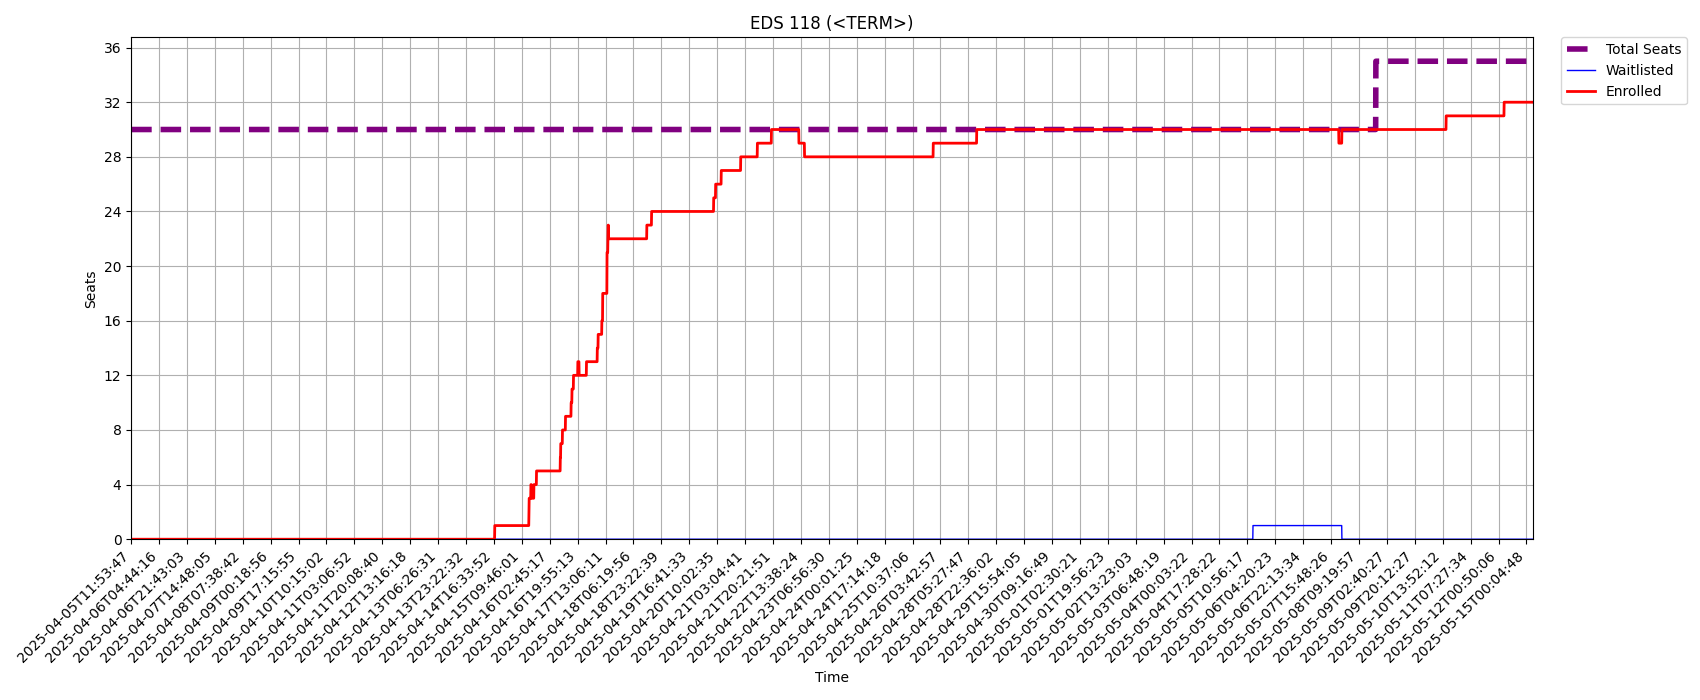 EDS 118 (<TERM>)
Total Seats
Waitlisted
Enrolled
36
32
28
24
20
16
12
8
4
0
Seats
2025-04-05T11:53:47
2025-04-06T04:44:16
2025-04-06T21:43:03
2025-04-07T14:48:05
2025-04-08T07:38:42
2025-04-09T00:18:56
2025-04-09T17:15:55
2025-04-10T10:15:02
2025-04-11T03:06:52
2025-04-11T20:08:40
2025-04-12T13:16:18
2025-04-13T06:26:31
2025-04-13T23:22:32
2025-04-14T16:33:52
2025-04-15T09:46:01
2025-04-16T02:45:17
2025-04-16T19:55:13
2025-04-17T13:06:11
2025-04-18T06:19:56
2025-04-18T23:22:39
2025-04-19T16:41:33
2025-04-20T10:02:35
2025-04-21T03:04:41
2025-04-21T20:21:51
2025-04-22T13:38:24
2025-04-23T06:56:30
2025-04-24T00:01:25
2025-04-24T17:14:18
2025-04-25T10:37:06
2025-04-26T03:42:57
2025-04-28T05:27:47
2025-04-28T22:36:02
2025-04-29T15:54:05
2025-04-30T09:16:49
2025-05-01T02:30:21
2025-05-01T19:56:23
2025-05-02T13:23:03
2025-05-03T06:48:19
2025-05-04T00:03:22
2025-05-04T17:28:22
2025-05-05T10:56:17
2025-05-06T04:20:23
2025-05-06T22:13:34
2025-05-07T15:48:26
2025-05-08T09:19:57
2025-05-09T02:40:27
2025-05-09T20:12:27
2025-05-10T13:52:12
2025-05-11T07:27:34
2025-05-12T00:50:06
2025-05-15T00:04:48
Time